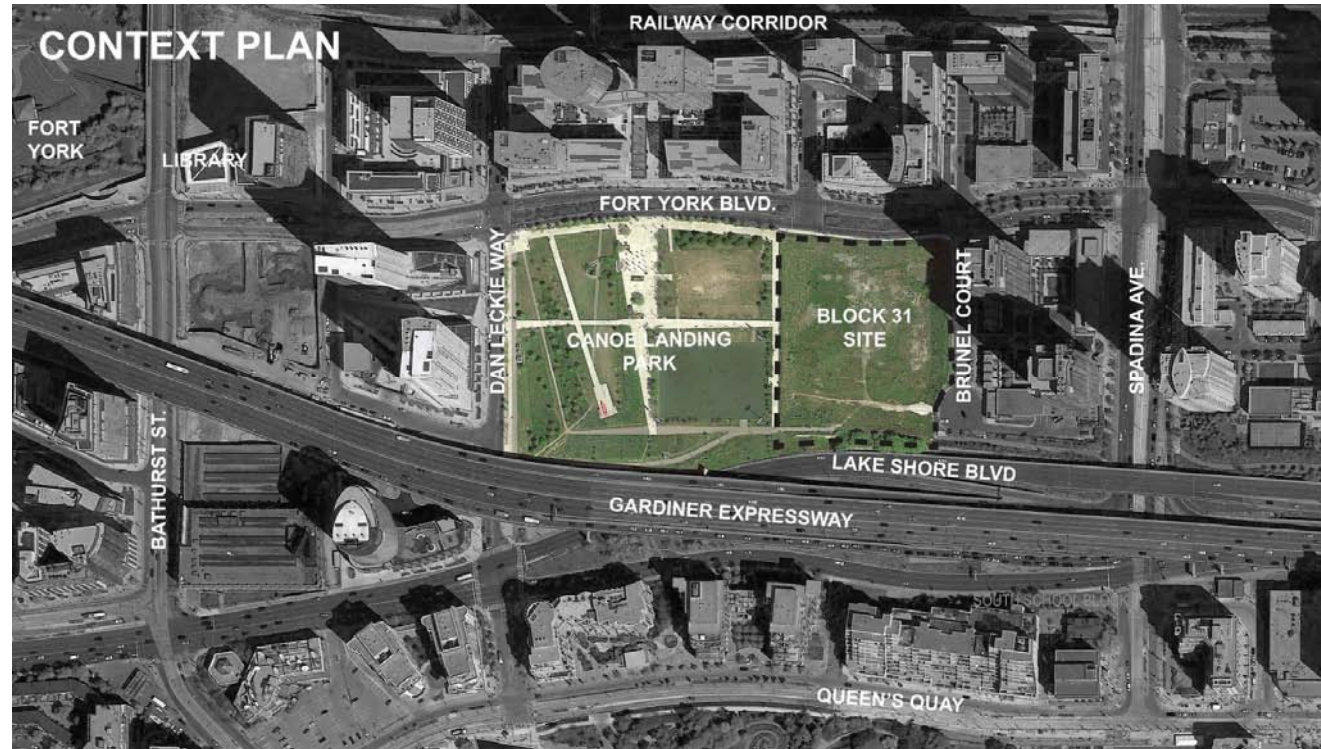 RAILWAY CORRIDOR
CONTEXT PLAN
FORT
YORK
LIBRARY
FORT YORK BLVD.
DAN LECKIE WAY
CANOE LANDING
PARK
BLOCK 31
SITE
BRUNEL COURT
SPADINA AVE.
BATHURST ST.
LAKE SHORE BLVD
GARDINER EXPRESSWAY
QUEEN'S QUAY